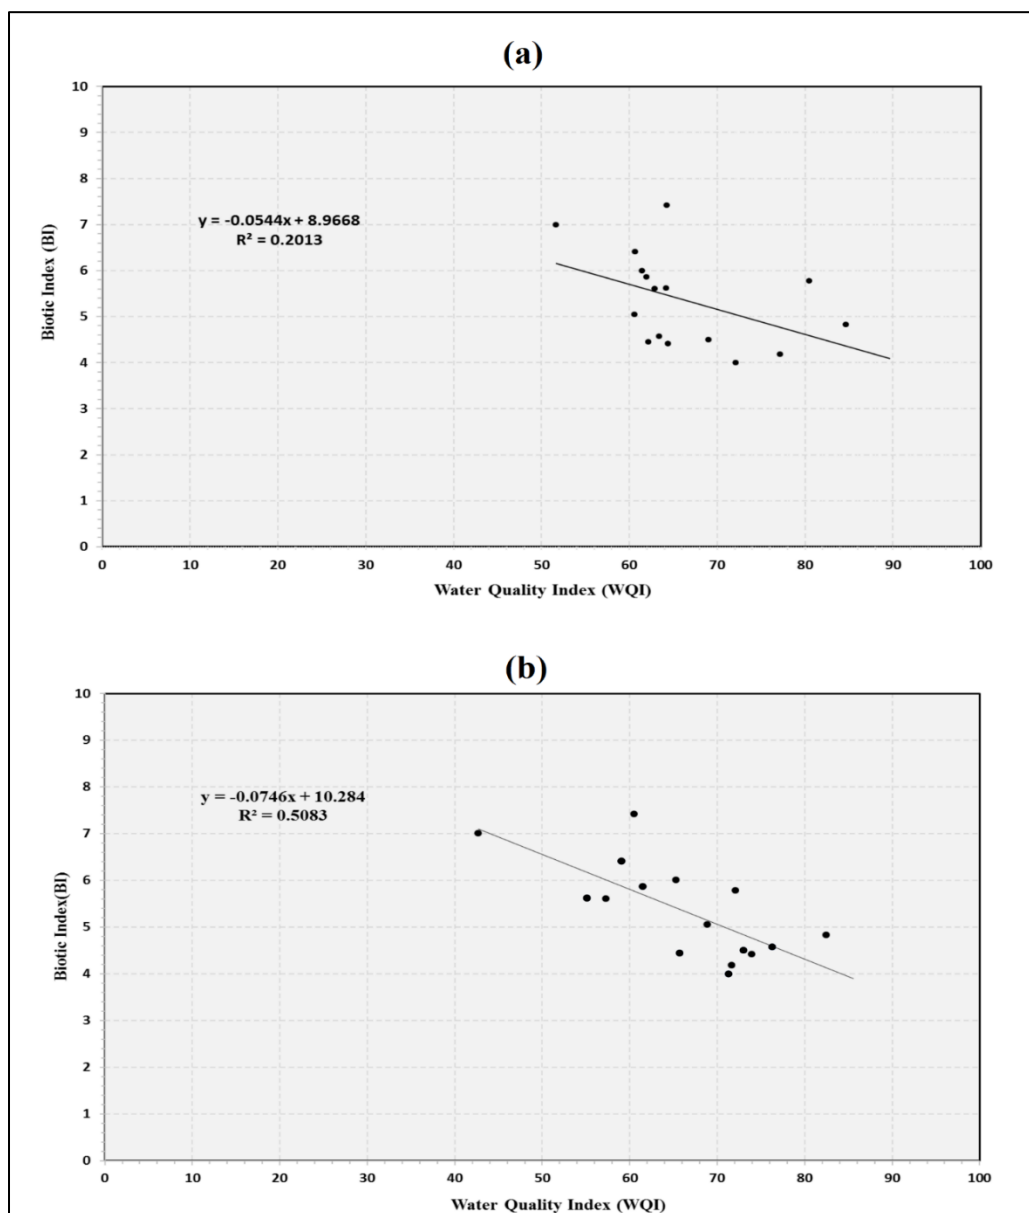 (a)
10
9
8
7
6
5
4
3
2
1
0
Biotic Index (BI)
y = -0.0544x + 8.9668
R² = 0.2013
0 10 20 30 40 50 60 70 80 90 100
Water Quality Index (WQI)
(b)
10
9
8
7
6
5
4
3
2
1
0
Biotic Index(BI)
y = -0.0746x + 10.284
R² = 0.5083
0 10 20 30 40 50 60 70 80 90 100
Water Quality Index (WQI)